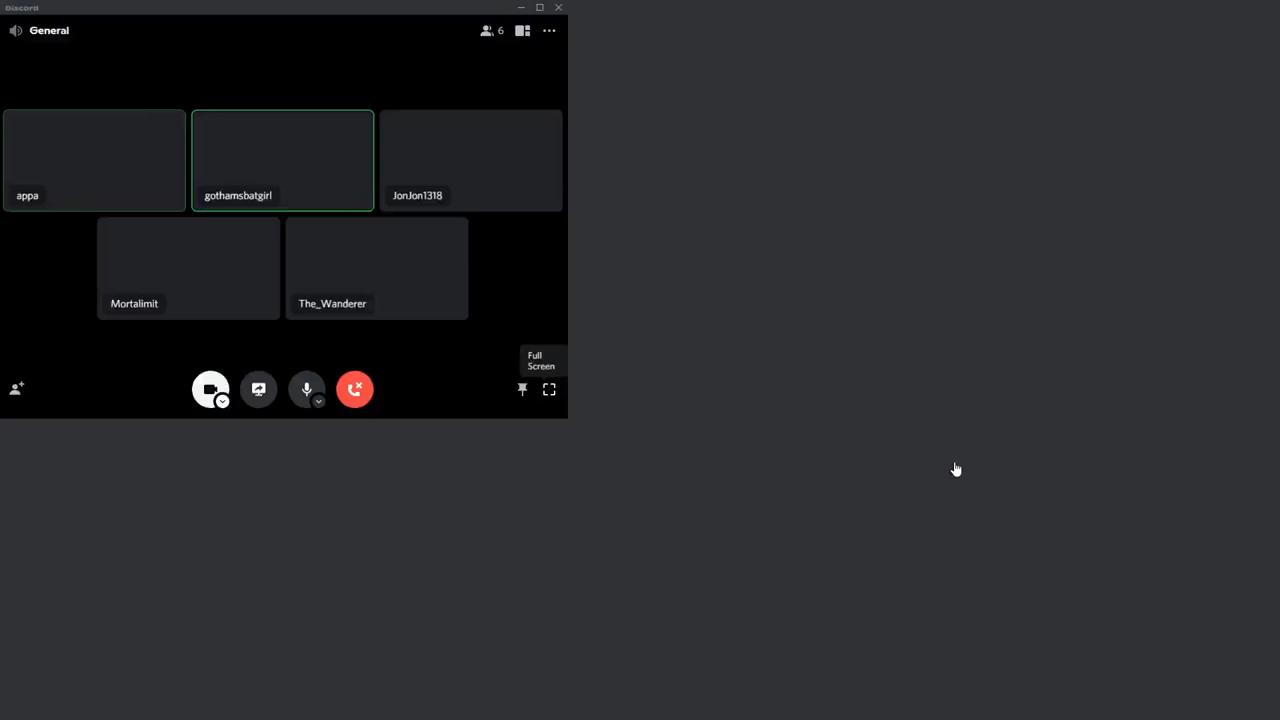 Discord
General
6
appa
gothamsbatgirl
JonJon1318
Mortalimit
The_Wanderer
Full
Screen